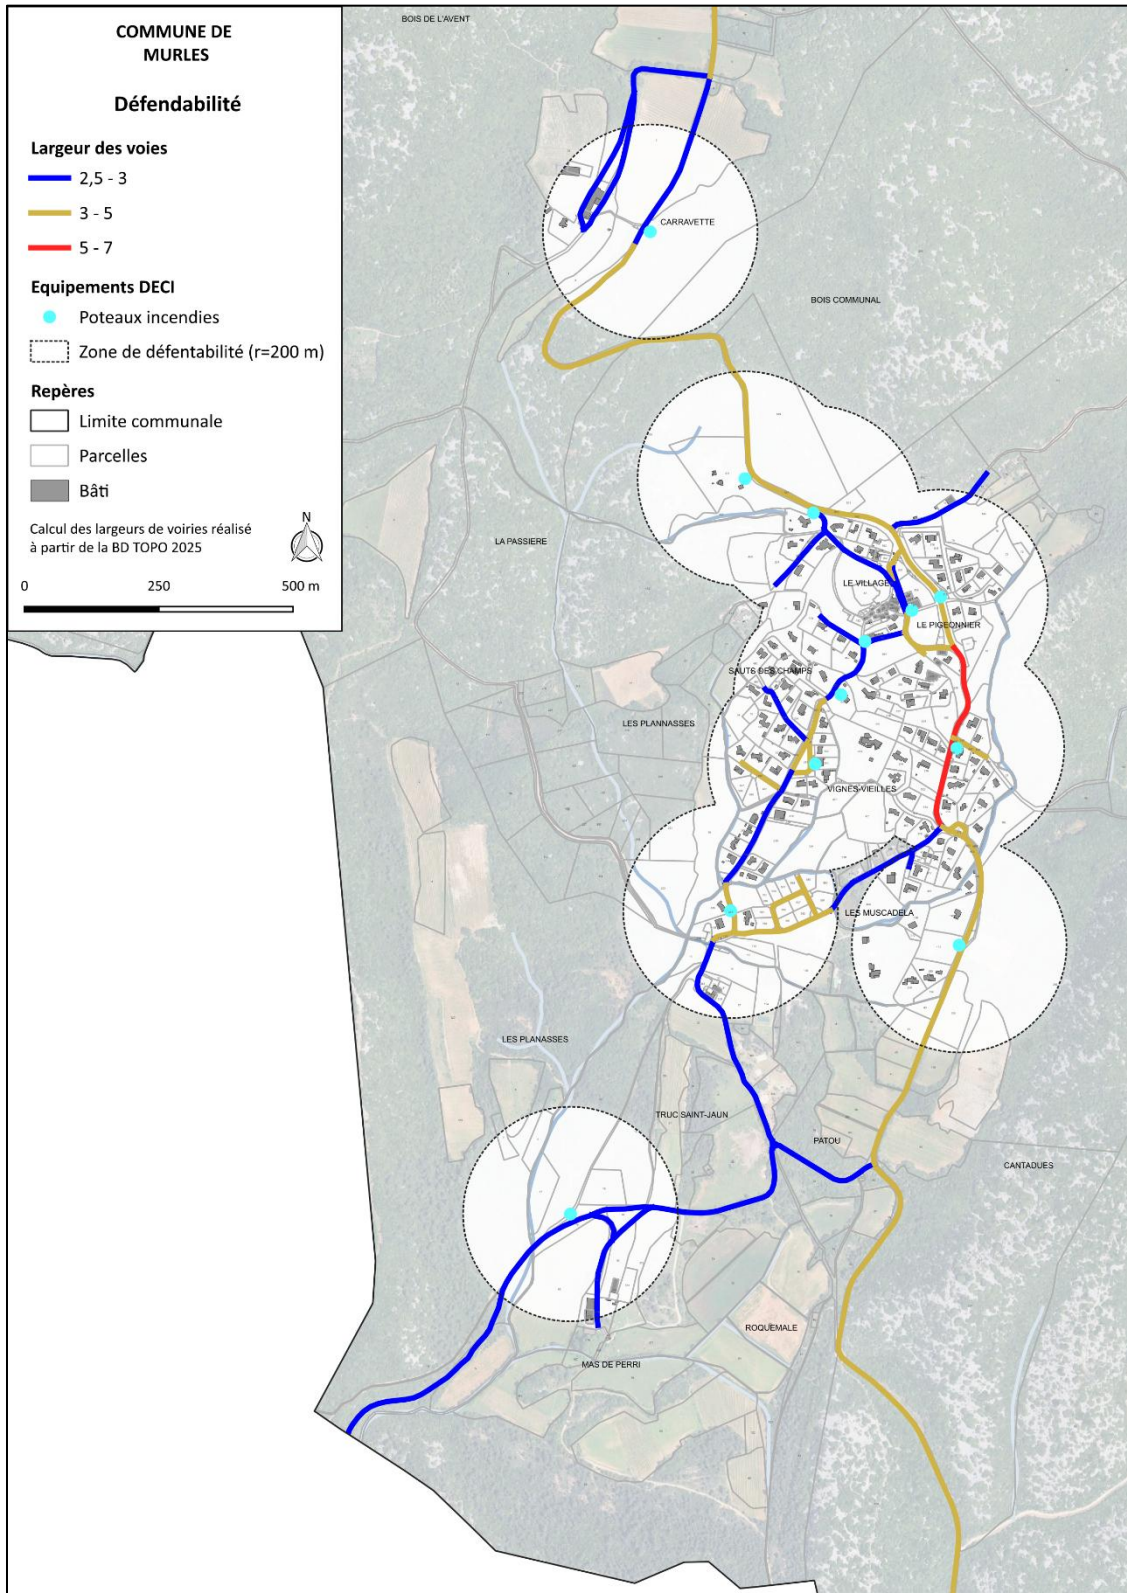 COMMUNE DE
MURLES
Défendabilité
Largeur des voies
2,5 - 3
3 - 5
5 - 7
Equipements DECI
Poteaux incendies
Zone de défentabilité (r=200 m)
Repères
Limite communale
Parcelles
Bâti
Calcul des largeurs de voiries réalisé
à partir de la BD TOPO 2025
N
0 250 500 m
BOIS DE L'AVENT
CARRAVETTE
BOIS COMMUNAL
LA PASSIERE
LE VILLAGE
LE PIGEONNIER
SAUTS DES CHAMPS
LES PLANNASSES
VIGNES-VIEILLES
LES MUSCADELA
LES PLANASSES
TRUC SAINT-JAUN
PATOU
CANTADUES
ROQUEMALE
MAS DE PERRI